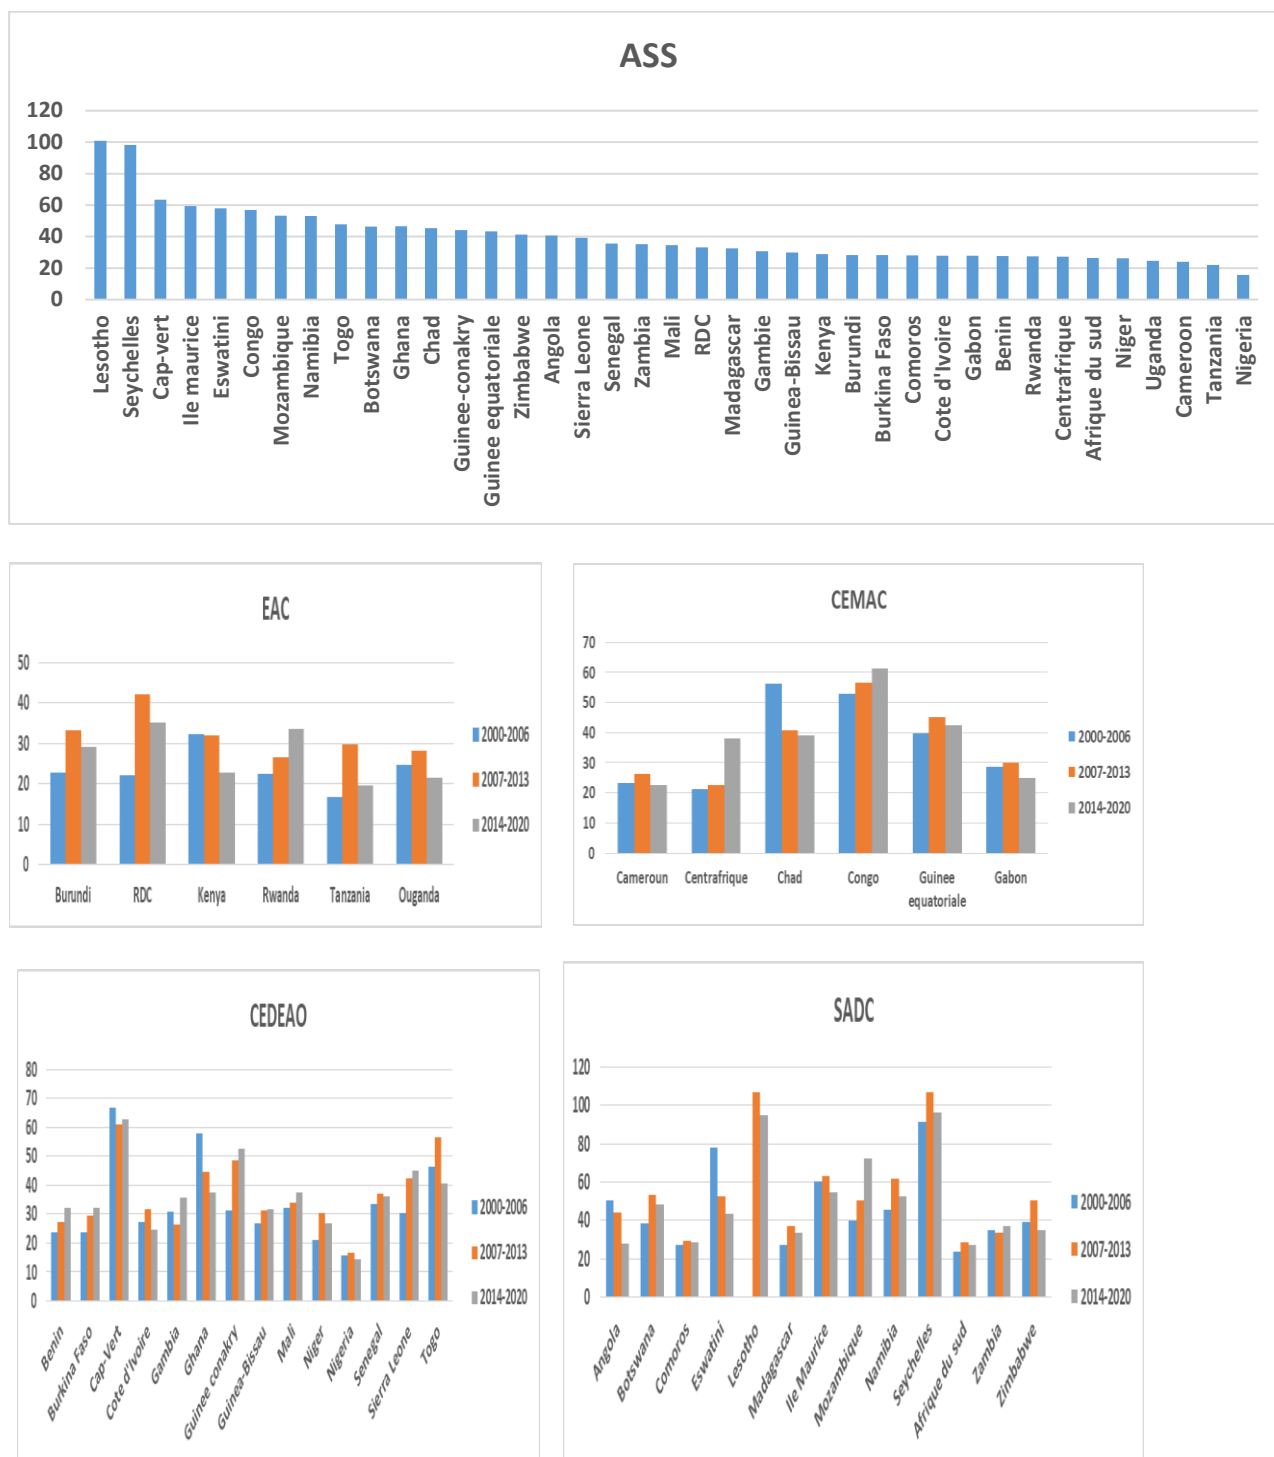 ASS
120
100
80
60
40
20
0
Lesotho
Seychelles
Cap-vert
Ile maurice
Eswatini
Congo
Mozambique
Namibia
Togo
Botswana
Ghana
Chad
Guinee-conakry
Guinee equatoriale
Zimbabwe
Angola
Sierra Leone
Senegal
Zambia
Mali
RDC
Madagascar
Gambie
Guinea-Bissau
Kenya
Burundi
Burkina Faso
Comoros
Cote d'Ivoire
Gabon
Benin
Rwanda
Centrafrique
Afrique du sud
Niger
Uganda
Cameroon
Tanzania
Nigeria
EAC
50
40
30
20
10
0
Burundi
RDC
Kenya
Rwanda
Tanzania
Ouganda
2000-2006
2007-2013
2014-2020
CEMAC
70
60
50
40
30
20
10
0
Cameroun
Centrafrique
Chad
Congo
Guinee
equatoriale
Gabon
2000-2006
2007-2013
2014-2020
CEDEAO
80
70
60
50
40
30
20
10
0
Benin
Burkina Faso
Cap-Vert
Cote d'Ivoire
Gambia
Ghana
Guinee conakry
Guinea-Bissau
Mali
Niger
Nigeria
Senegal
Sierra Leone
Togo
2000-2006
2007-2013
2014-2020
SADC
120
100
80
60
40
20
0
Angola
Botswana
Comoros
Eswatini
Lesotho
Madagascar
Ile Maurice
Mozambique
Namibia
Seychelles
Afrique du sud
Zambia
Zimbabwe
2000-2006
2007-2013
2014-2020